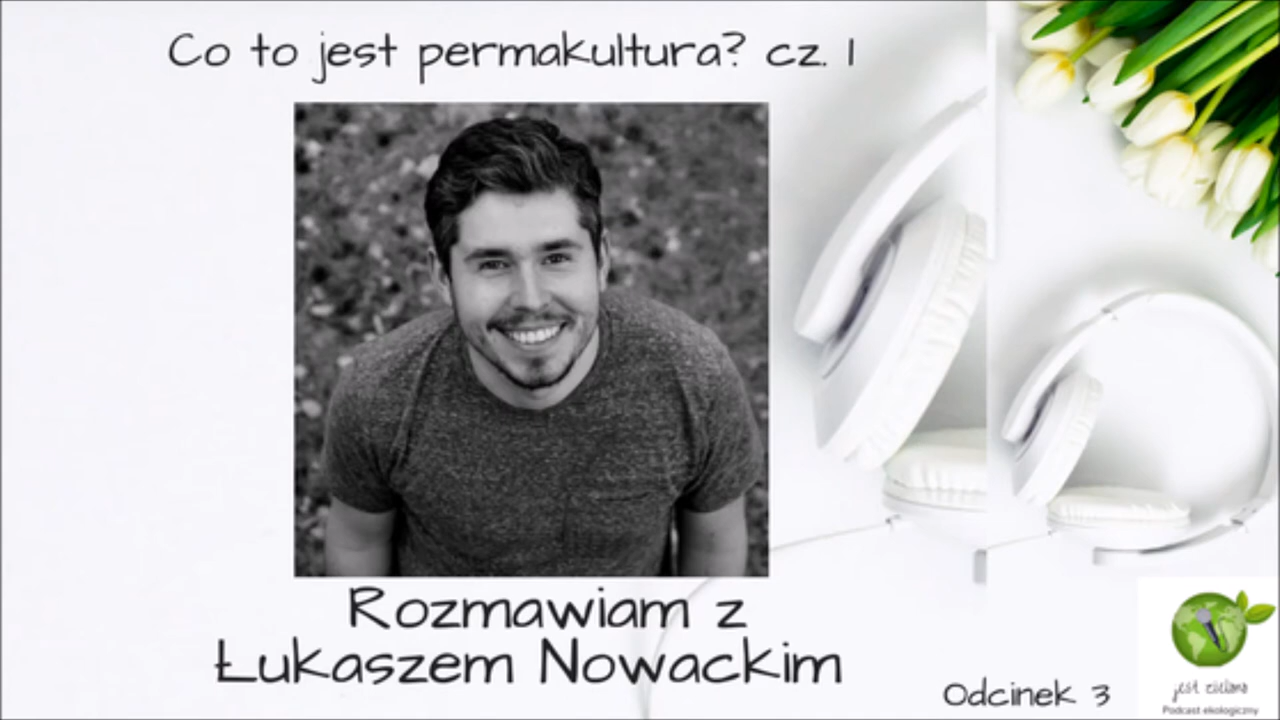 Co to jest permakultura? cz. 1
Rozmawiam z
Łukaszem Nowackim
Odcinek 3
jest zielono
Podcast ekologiczny